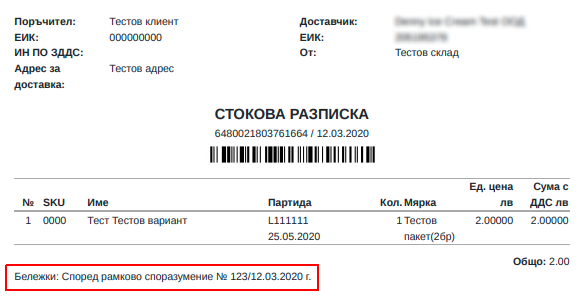 Поръчител: Тестов клиент Доставчик:
ЕИК: 000000000 ЕИК:
ИН ПО ЗДДС: От: Тестов склад
Адрес за Тестов адрес
доставка:
СТОКОВА РАЗПИСКА
6480021803761664 / 12.03.2020
Ед. цена Сума с
№ SKU Име Партида Кол. Мярка лв ДДС лв
1 0000 Тест Тестов вариант L111111 1 Тестов 2.00000 2.00000
25.05.2020 пакет(2бр)
Общо: 2.00
Бележки: Според рамково споразумение № 123/12.03.2020 г.